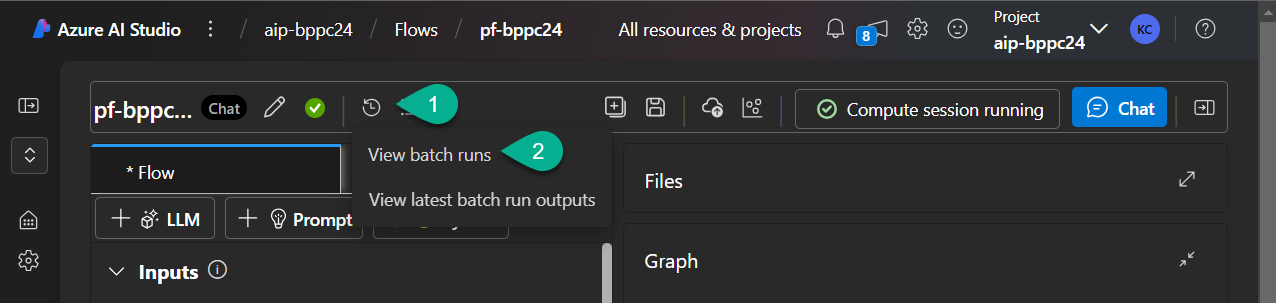 Azure AI Studio / aip-bppc24 / Flows / pf-bppc24 All resources & projects 8 Project aip-bppc24 KC
pf-bppc... Chat 1 Compute session running Chat
View batch runs 2
View latest batch run outputs
* Flow
Files
LLM Prompt
Inputs
Graph